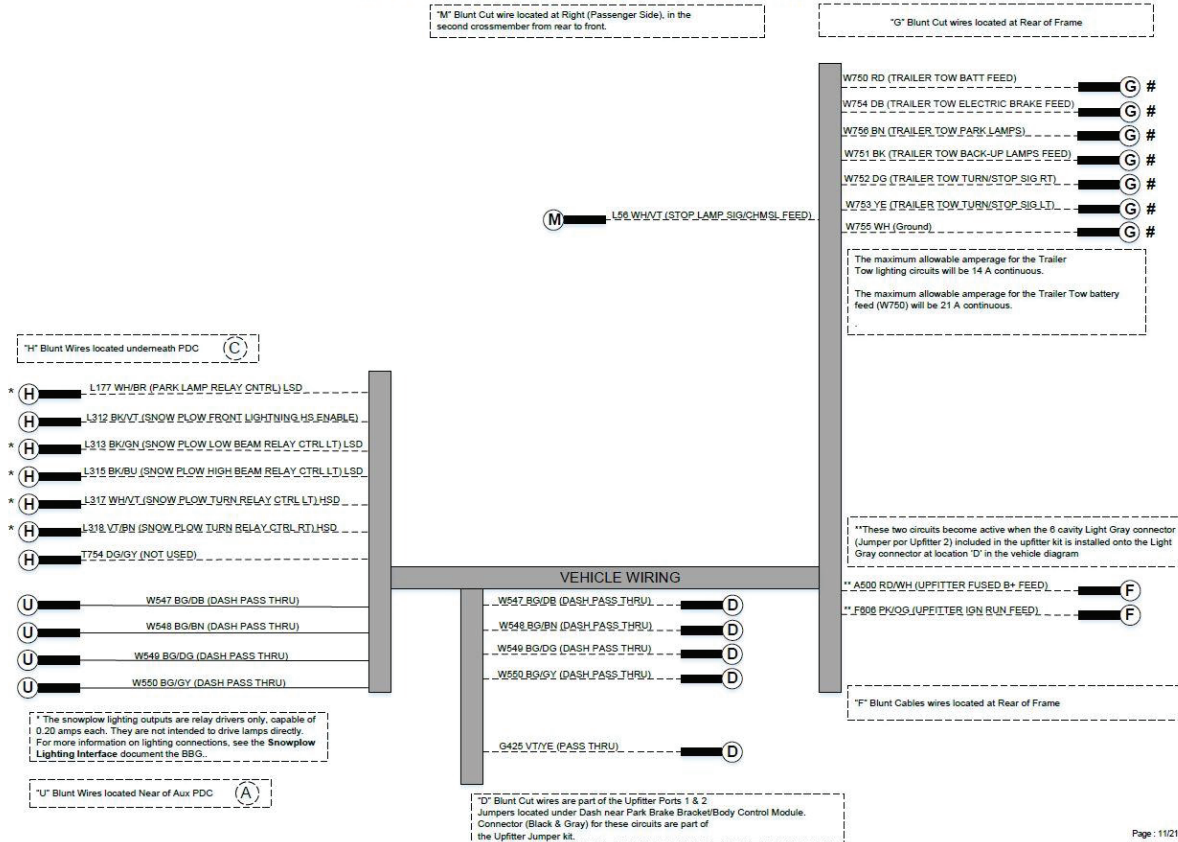 "M" Blunt Cut wire located at Right (Passenger Side), in the
second crossmember from rear to front.
"G" Blunt Cut wires located at Rear of Frame
W750 RD (TRAILER TOW BATT FEED)
G #
W754 DB (TRAILER TOW ELECTRIC BRAKE FEED)
G #
W756 BN (TRAILER TOW PARK LAMPS)
G #
W751 BK (TRAILER TOW BACK-UP LAMPS FEED)
G #
W752 DG (TRAILER TOW TURN/STOP SIG RT)
G #
W753 YE (TRAILER TOW TURN/STOP SIG LT)
G #
W755 WH (Ground)
G #
M
L56 WH/VT (STOP LAMP SIG/CHMSL FEED)
The maximum allowable amperage for the Trailer
Tow lighting circuits will be 14 A continuous.
The maximum allowable amperage for the Trailer Tow battery
feed (W750) will be 21 A continuous.
.
"H" Blunt Wires located underneath PDC
C
* H
L177 WH/BR (PARK LAMP RELAY CNTRL) LSD
H
L312 BK/VT (SNOW PLOW FRONT LIGHTNING HS ENABLE)
* H
L313 BK/GN (SNOW PLOW LOW BEAM RELAY CTRL LT) LSD
* H
L315 BK/BU (SNOW PLOW HIGH BEAM RELAY CTRL LT) LSD
* H
L317 WH/VT (SNOW PLOW TURN RELAY CTRL LT) HSD
* H
L318 VT/BN (SNOW PLOW TURN RELAY CTRL RT) HSD
H
T754 DG/GY (NOT USED)
U
W547 BG/DB (DASH PASS THRU)
U
W548 BG/BN (DASH PASS THRU)
U
W549 BG/DG (DASH PASS THRU)
U
W550 BG/GY (DASH PASS THRU)
VEHICLE WIRING
W547 BG/DB (DASH PASS THRU)
D
W548 BG/BN (DASH PASS THRU)
D
W549 BG/DG (DASH PASS THRU)
D
W550 BG/GY (DASH PASS THRU)
D
G425 VT/YE (PASS THRU)
D
**These two circuits become active when the 6 cavity Light Gray connector
(Jumper por Upfitter 2) included in the upfitter kit is installed onto the Light
Gray connector at location 'D' in the vehicle diagram
** A500 RD/WH (UPFITTER FUSED B+ FEED)
F
** F606 PK/OG (UPFITTER IGN RUN FEED)
F
"F" Blunt Cables wires located at Rear of Frame
* The snowplow lighting outputs are relay drivers only, capable of
0.20 amps each. They are not intended to drive lamps directly.
For more information on lighting connections, see the Snowplow
Lighting Interface document the BBG..
"U" Blunt Wires located Near of Aux PDC
A
"D" Blunt Cut wires are part of the Upfitter Ports 1 & 2
Jumpers located under Dash near Park Brake Bracket/Body Control Module.
Connector (Black & Gray) for these circuits are part of
the Upfitter Jumper kit.
Page : 11/21